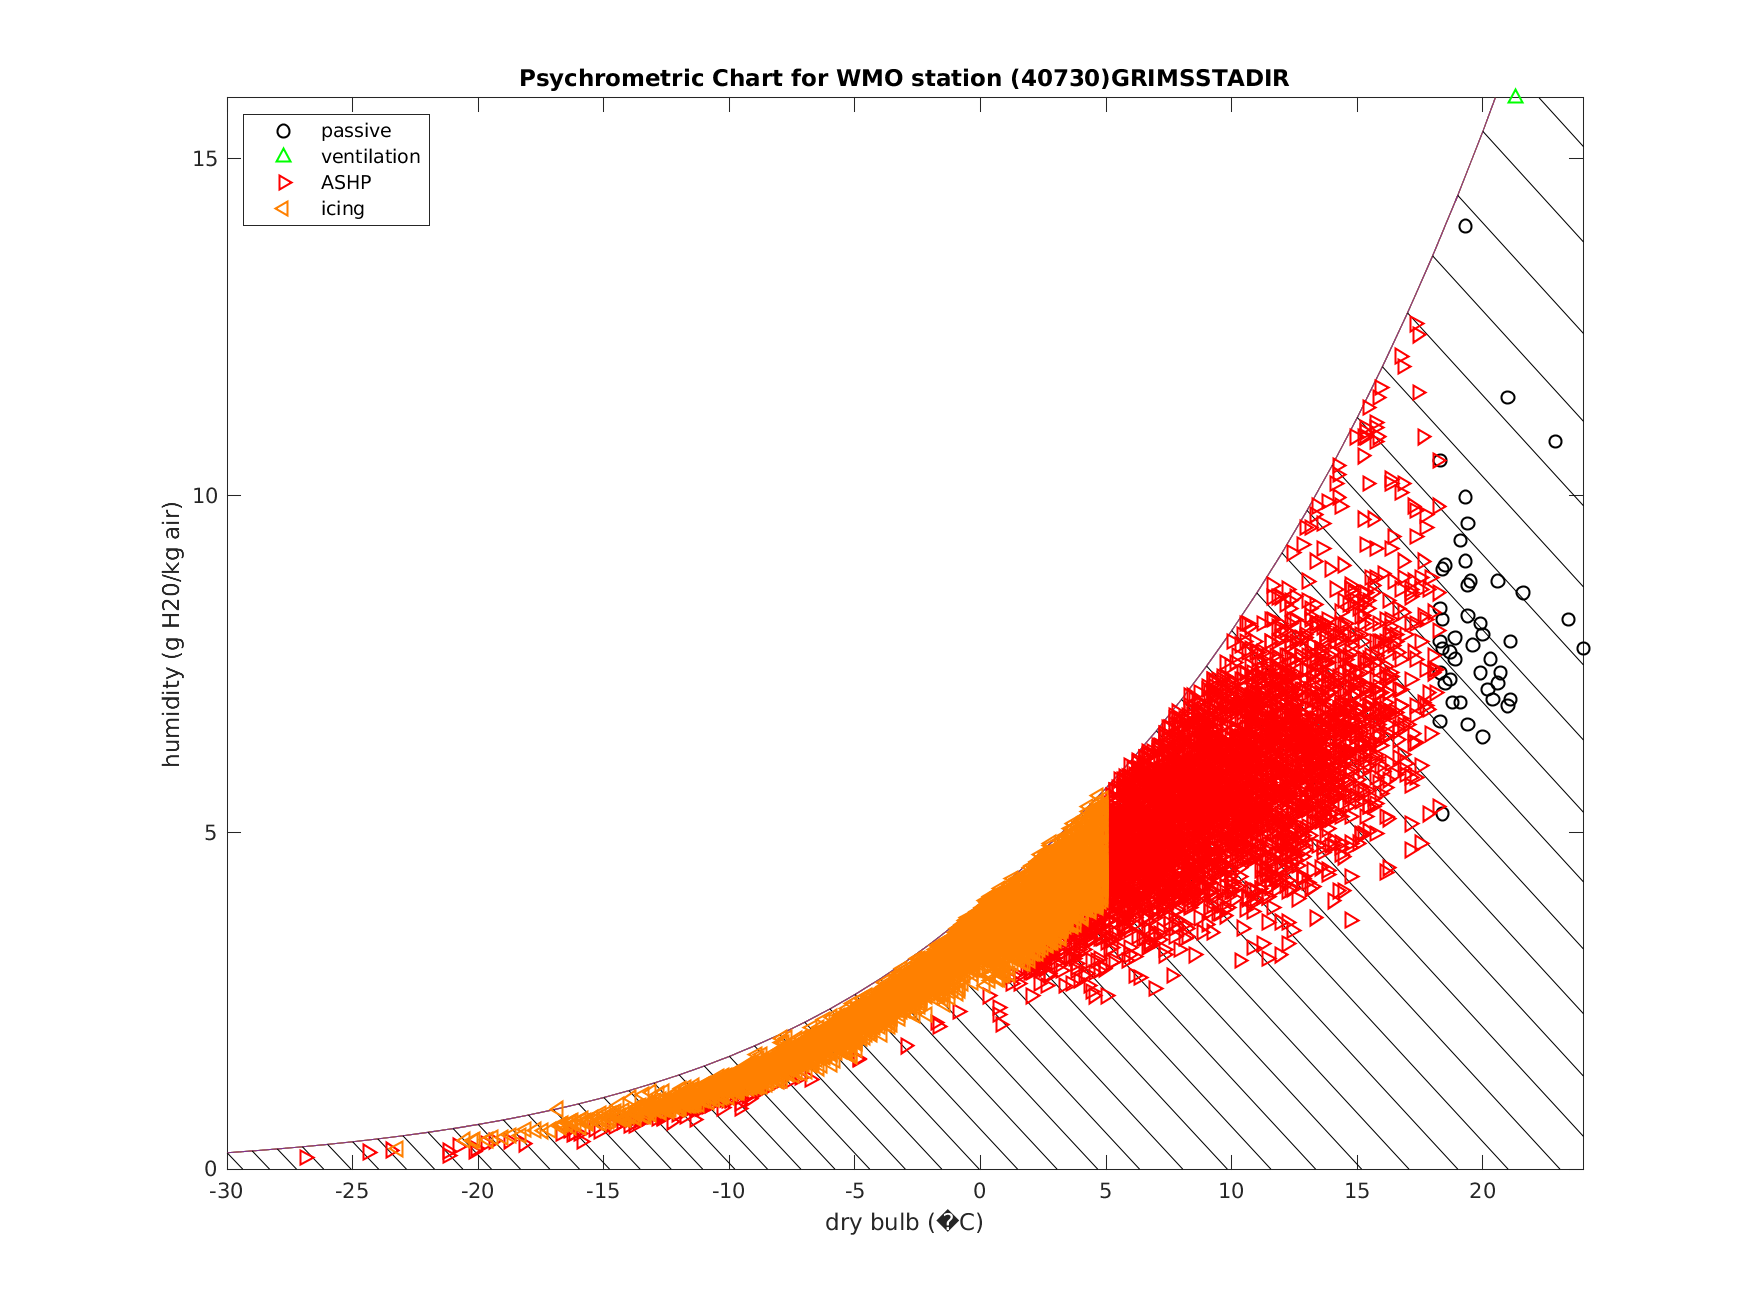 Psychrometric Chart for WMO station (40730)GRIMSSTADIR
passive
ventilation
ASHP
icing
15
10
5
0
humidity (g H20/kg air)
-30 -25 -20 -15 -10 -5 0 5 10 15 20
dry bulb (�C)